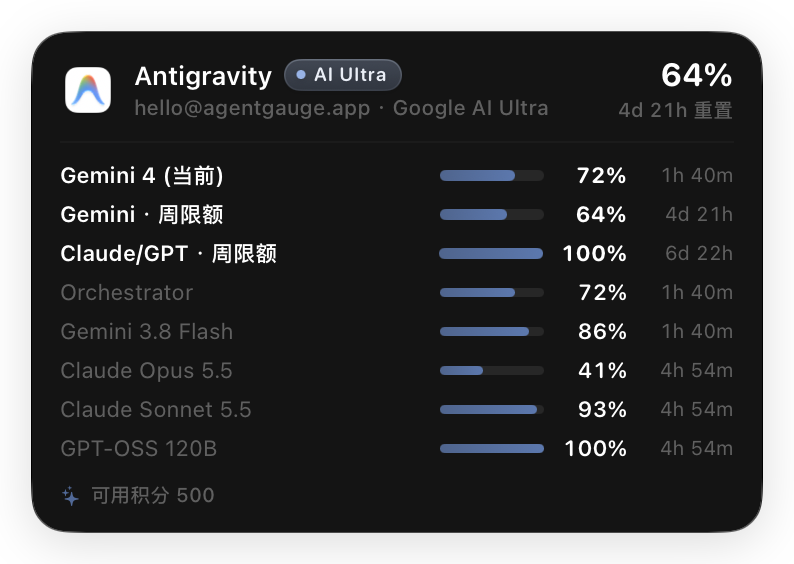 Antigravity AI Ultra 64%
hello@agentgauge.app · Google AI Ultra 4d 21h 重置
Gemini 4 (当前) 72% 1h 40m
Gemini · 周限额 64% 4d 21h
Claude/GPT · 周限额 100% 6d 22h
Orchestrator 72% 1h 40m
Gemini 3.8 Flash 86% 1h 40m
Claude Opus 5.5 41% 4h 54m
Claude Sonnet 5.5 93% 4h 54m
GPT-OSS 120B 100% 4h 54m
可用积分 500